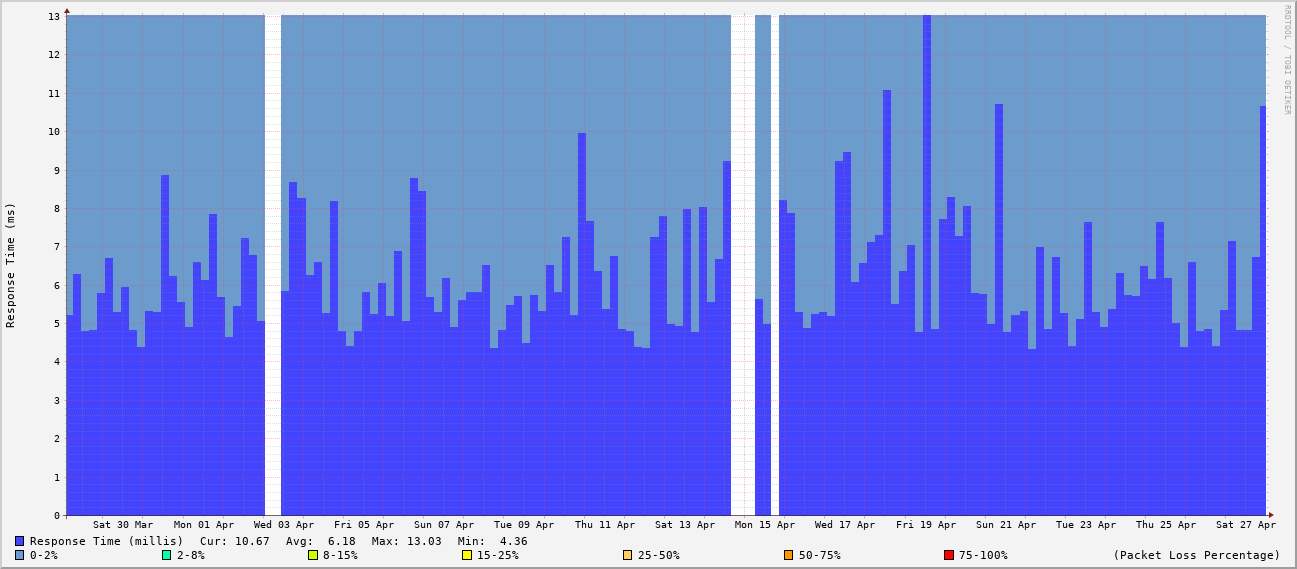 RRDTOOL / TOBI OETIKER
Response Time (ms)
13
12
11
10
9
8
7
6
5
4
3
2
1
0
Sat 30 Mar Mon 01 Apr Wed 03 Apr Fri 05 Apr Sun 07 Apr Tue 09 Apr Thu 11 Apr Sat 13 Apr Mon 15 Apr Wed 17 Apr Fri 19 Apr Sun 21 Apr Tue 23 Apr Thu 25 Apr Sat 27 Apr
Response Time (millis) Cur: 10.67 Avg: 6.18 Max: 13.03 Min: 4.36
0-2% 2-8% 8-15% 15-25% 25-50% 50-75% 75-100% (Packet Loss Percentage)